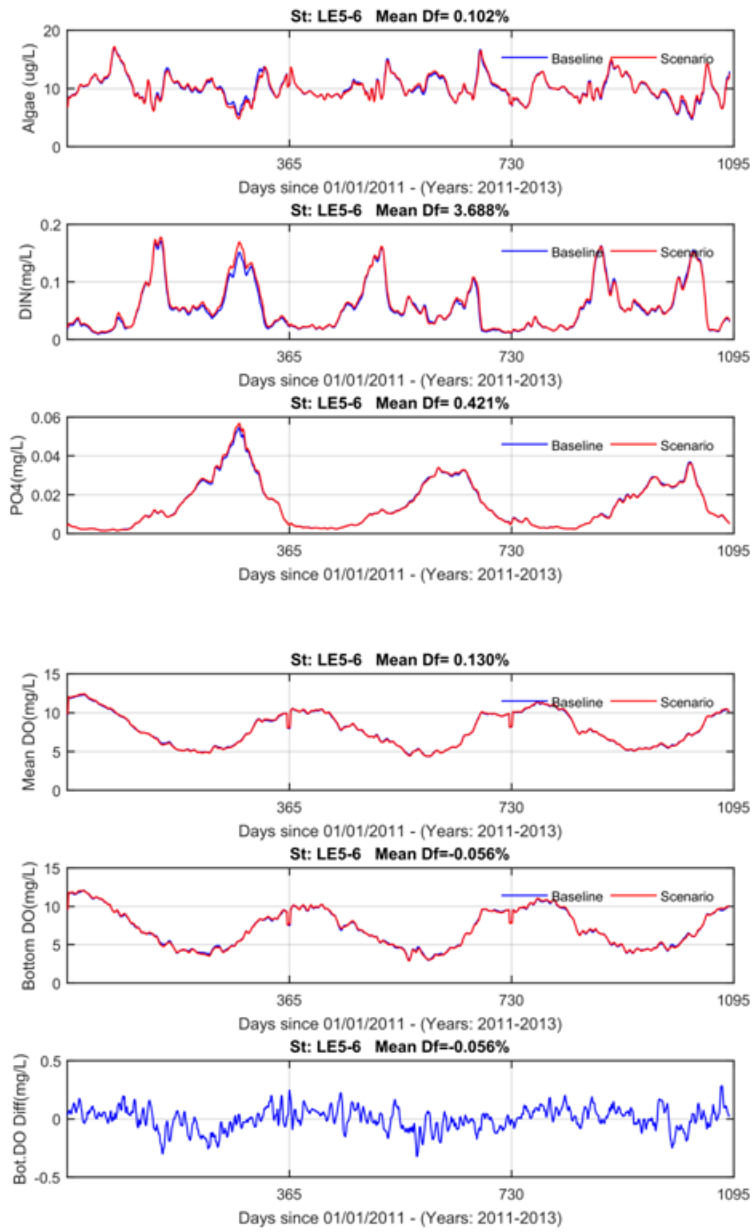 St: LE5-6 Mean Df= 0.102%
20
10
0
Algae (ug/L)
Baseline Scenario
365 730 1095
Days since 01/01/2011 - (Years: 2011-2013)
St: LE5-6 Mean Df= 3.688%
0.2
0.1
0
DIN(mg/L)
Baseline Scenario
365 730 1095
Days since 01/01/2011 - (Years: 2011-2013)
St: LE5-6 Mean Df= 0.421%
0.06
0.04
0.02
0
PO4(mg/L)
Baseline Scenario
365 730 1095
Days since 01/01/2011 - (Years: 2011-2013)
St: LE5-6 Mean Df= 0.130%
15
10
5
0
Mean DO(mg/L)
Baseline Scenario
365 730 1095
Days since 01/01/2011 - (Years: 2011-2013)
St: LE5-6 Mean Df=-0.056%
15
10
5
0
Bottom DO(mg/L)
Baseline Scenario
365 730 1095
Days since 01/01/2011 - (Years: 2011-2013)
St: LE5-6 Mean Df=-0.056%
0.5
0
-0.5
Bot.DO Diff(mg/L)
365 730 1095
Days since 01/01/2011 - (Years: 2011-2013)